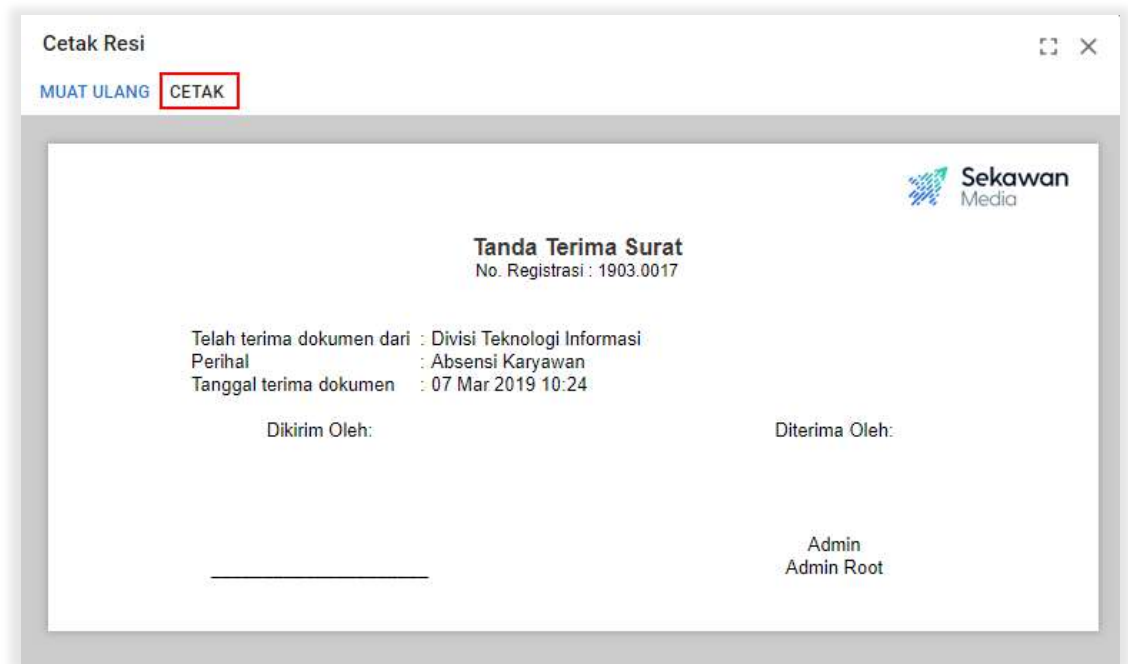 Cetak Resi
MUAT ULANG CETAK
Sekawan
Media
Tanda Terima Surat
No. Registrasi : 1903.0017
Telah terima dokumen dari : Divisi Teknologi Informasi
Perihal : Absensi Karyawan
Tanggal terima dokumen : 07 Mar 2019 10:24
Dikirim Oleh: Diterima Oleh:
Admin
Admin Root